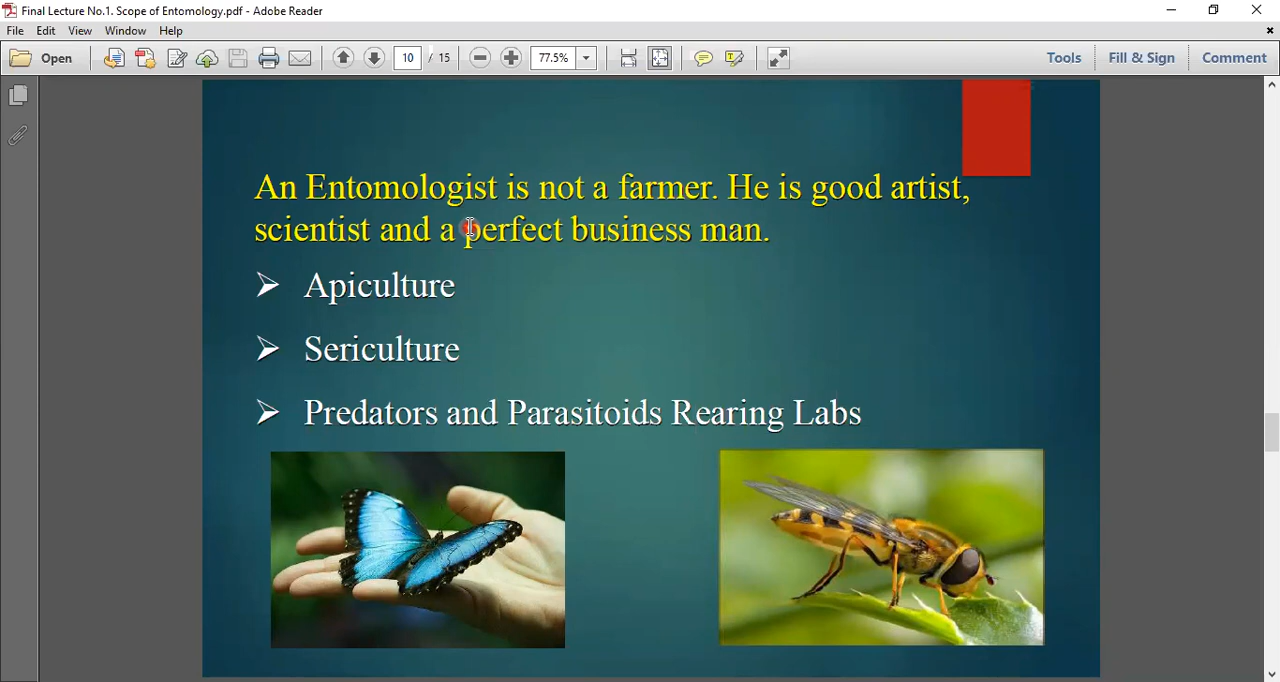 Final Lecture No.1. Scope of Entomology.pdf - Adobe Reader
File Edit View Window Help
Open 10 / 15 77.5% Tools Fill & Sign Comment
An Entomologist is not a farmer. He is good artist,
scientist and a perfect business man.
Apiculture
Sericulture
Predators and Parasitoids Rearing Labs